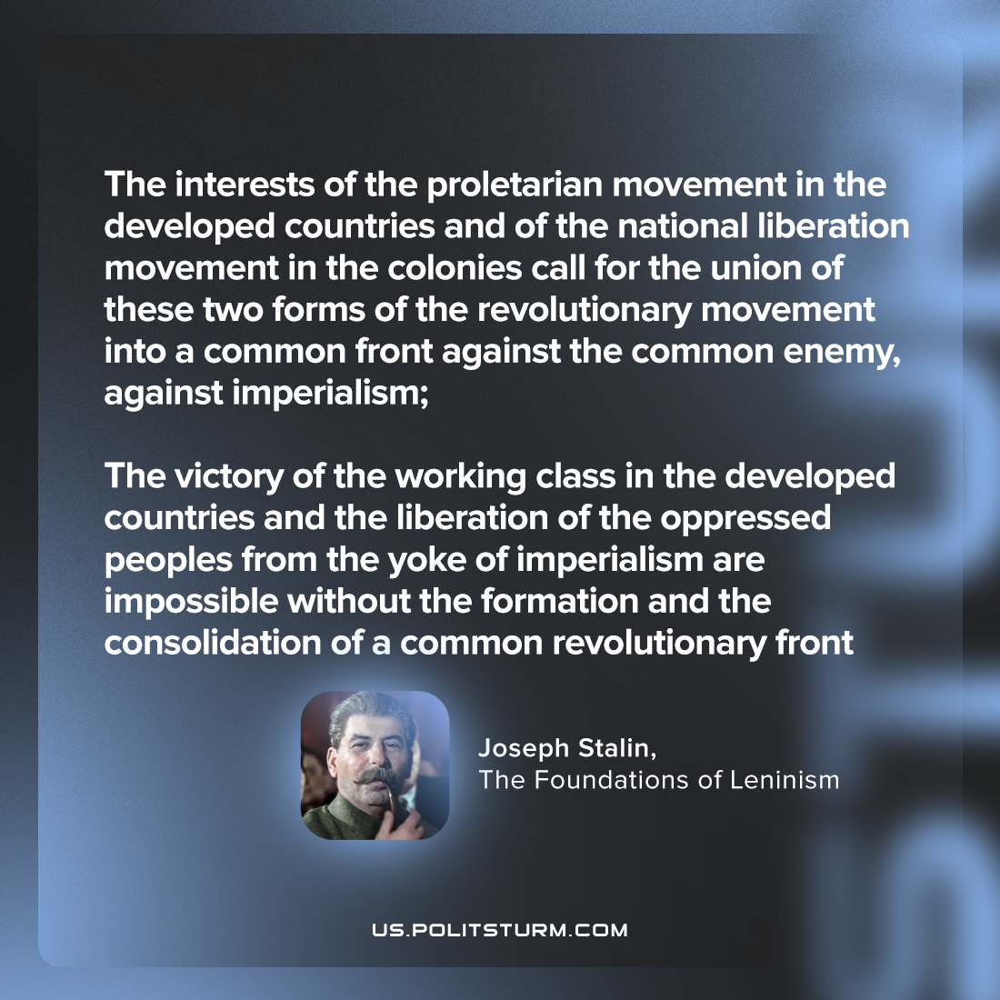 The interests of the proletarian movement in the
developed countries and of the national liberation
movement in the colonies call for the union of
these two forms of the revolutionary movement
into a common front against the common enemy,
against imperialism;
The victory of the working class in the developed
countries and the liberation of the oppressed
peoples from the yoke of imperialism are
impossible without the formation and the
consolidation of a common revolutionary front
Joseph Stalin,
The Foundations of Leninism
US.POLITSTURM.COM